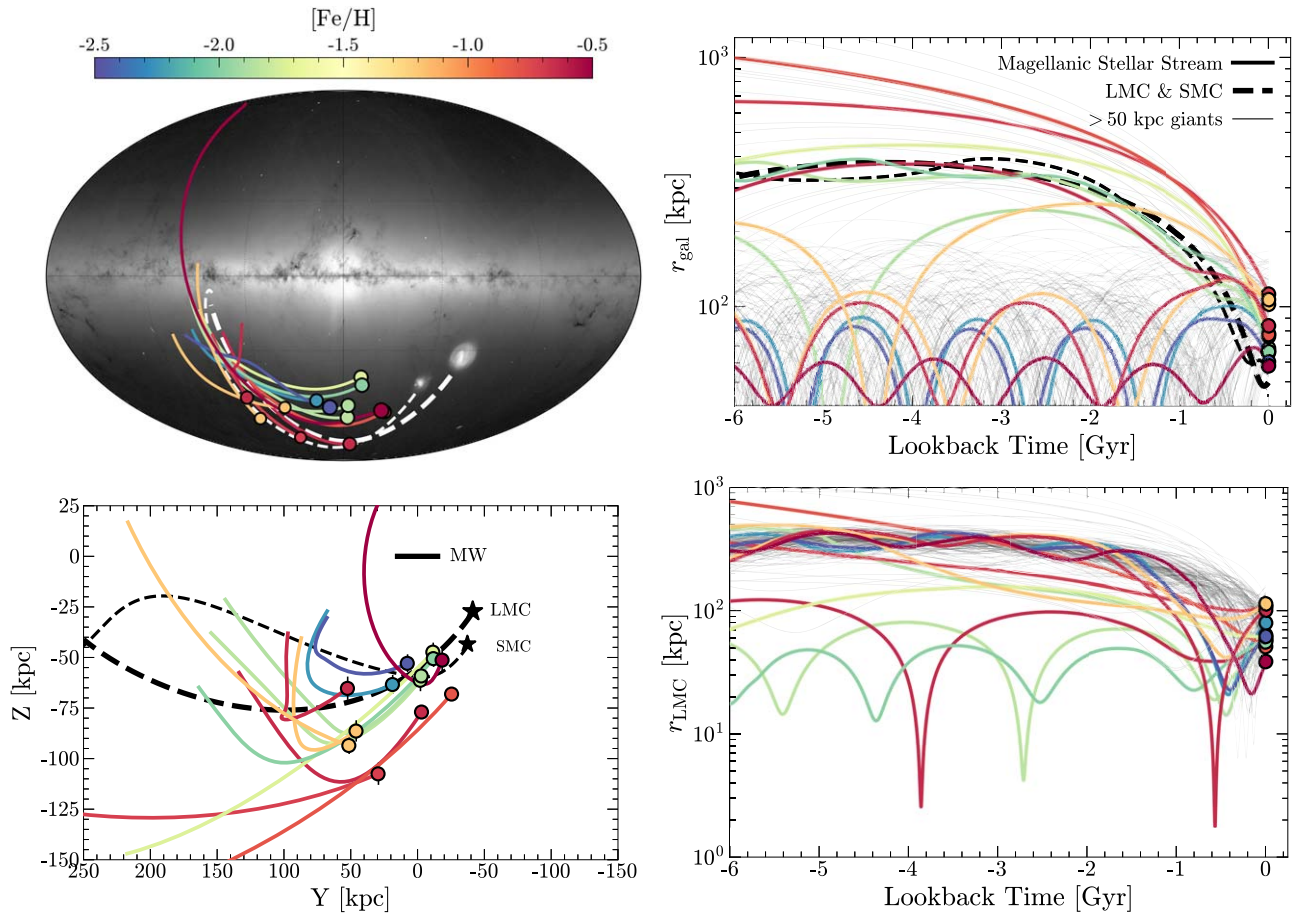 [Fe/H]
-2.5 -2.0 -1.5 -1.0 -0.5
10³
Magellanic Stellar Stream
LMC & SMC
> 50 kpc giants
r_gal [kpc]
10²
-6 -5 -4 -3 -2 -1 0
Lookback Time [Gyr]
25
0
-25
-50
-75
-100
-125
-150
Z [kpc]
MW
LMC
SMC
250 200 150 100 50 0 -50 -100 -150
Y [kpc]
10³
10²
10¹
10⁰
r_LMC [kpc]
-6 -5 -4 -3 -2 -1 0
Lookback Time [Gyr]